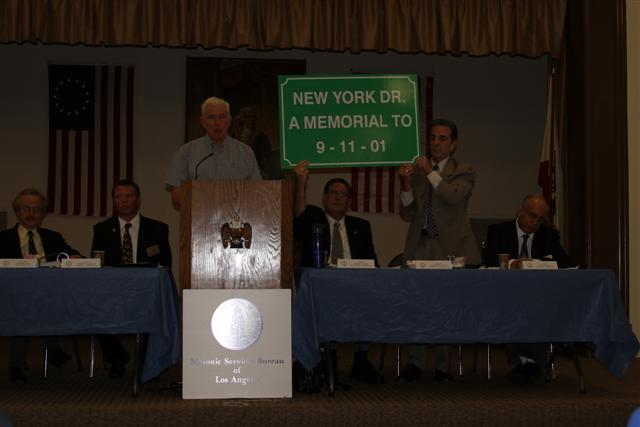 NEW YORK DR.
A MEMORIAL TO
9 - 11 - 01
Masonic Service Bureau
of
Los Angeles